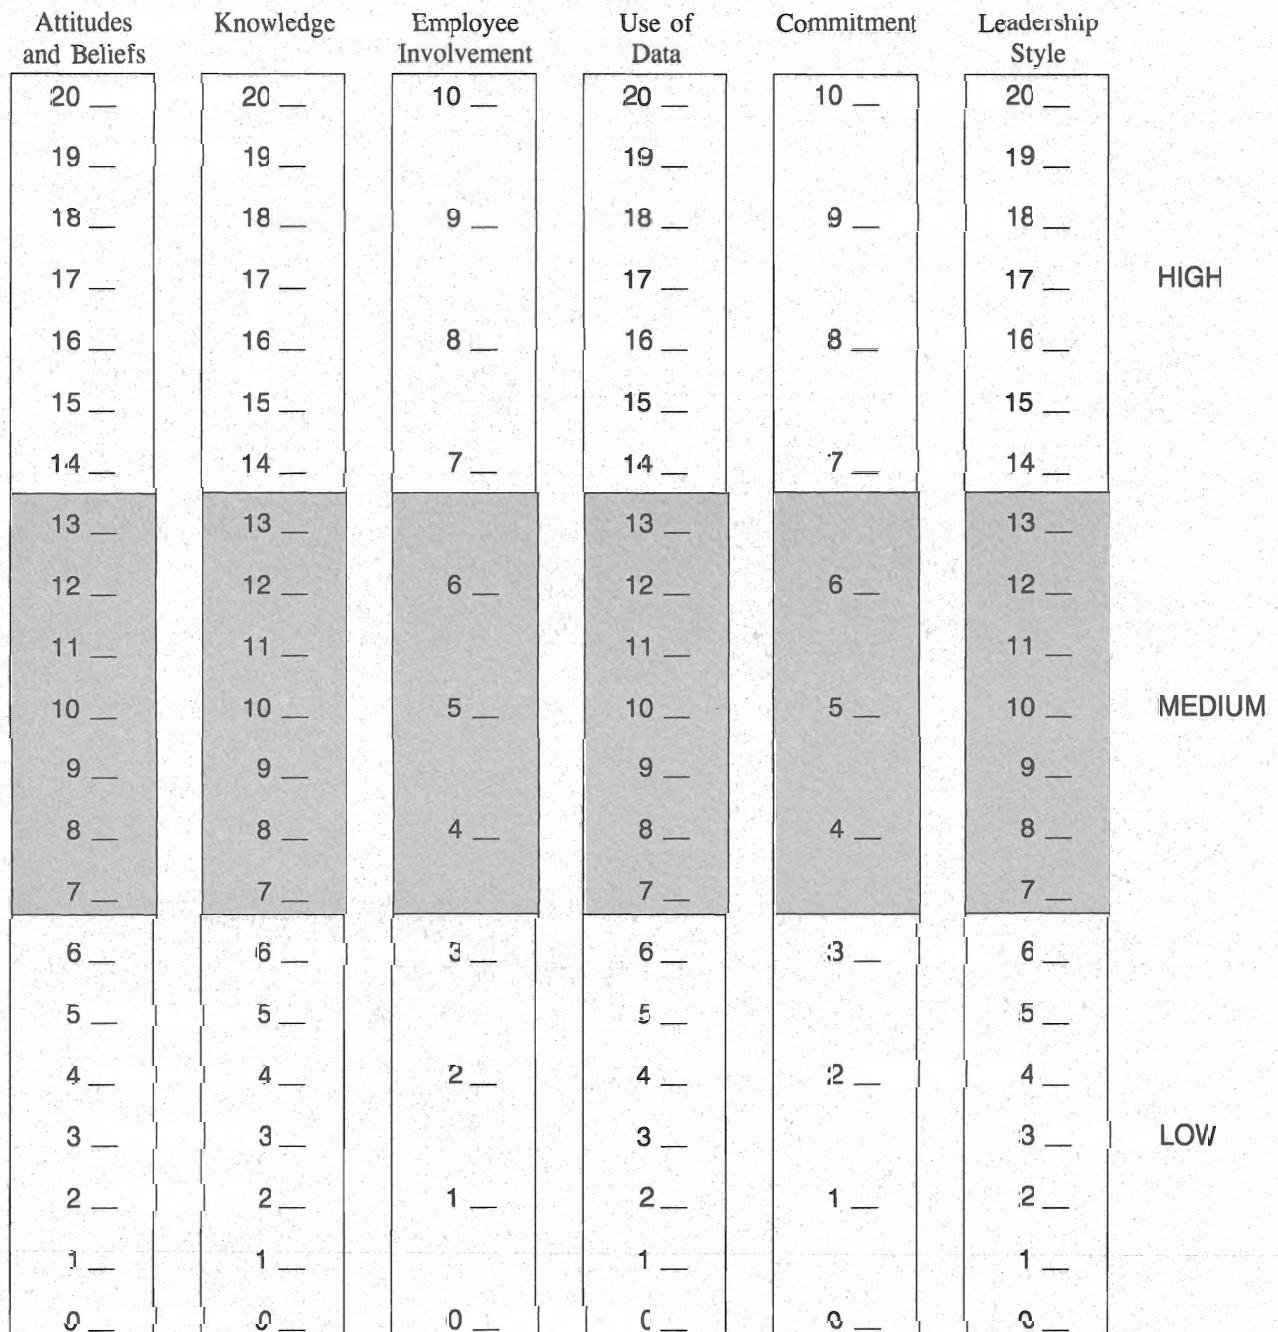 Attitudes and Beliefs Knowledge Employee Involvement Use of Data Commitment Leadership Style
20 __ 20 __ 10 __ 20 __ 10 __ 20 __
19 __ 19 __ 19 __ 19 __
18 __ 18 __ 9 __ 18 __ 9 __ 18 __
17 __ 17 __ 17 __ 17 __ HIGH
16 __ 16 __ 8 __ 16 __ 8 __ 16 __
15 __ 15 __ 15 __ 15 __
14 __ 14 __ 7 __ 14 __ 7 __ 14 __
13 __ 13 __ 13 __ 13 __
12 __ 12 __ 6 __ 12 __ 6 __ 12 __
11 __ 11 __ 11 __ 11 __
10 __ 10 __ 5 __ 10 __ 5 __ 10 __ MEDIUM
9 __ 9 __ 9 __ 9 __
8 __ 8 __ 4 __ 8 __ 4 __ 8 __
7 __ 7 __ 7 __ 7 __
6 __ 6 __ 3 __ 6 __ 3 __ 6 __
5 __ 5 __ 5 __ 5 __
4 __ 4 __ 2 __ 4 __ 2 __ 4 __
3 __ 3 __ 3 __ 3 __ LOW
2 __ 2 __ 1 __ 2 __ 1 __ 2 __
1 __ 1 __ 1 __ 1 __
0 __ 0 __ 0 __ 0 __ 0 __ 0 __